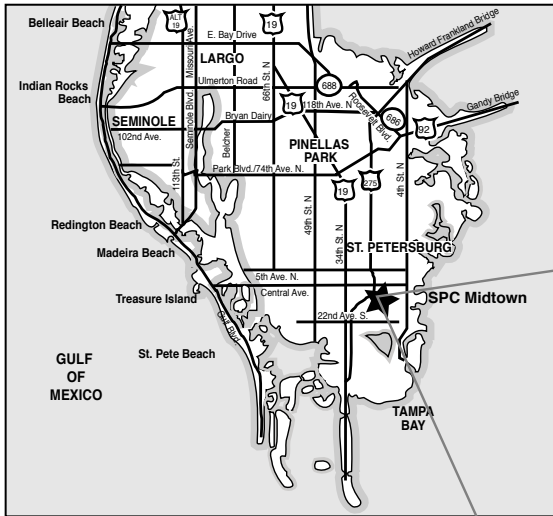 Belleair Beach
ALT
19
Missouri Ave.
19
E. Bay Drive
Howard Frankland Bridge
LARGO
66th St. N
Indian Rocks
Beach
Ulmerton Road
688
Seminole Blvd.
19
118th Ave. N
Roosevelt Blvd.
686
Gandy Bridge
SEMINOLE
Bryan Dairy
92
102nd Ave.
Belcher
PINELLAS
PARK
113th St.
Park Blvd./74th Ave. N.
19
275
4th St. N
49th St. N
34th St. N
Redington Beach
ST. PETERSBURG
Madeira Beach
5th Ave. N.
Treasure Island
Central Ave.
SPC Midtown
22nd Ave. S.
Gulf Blvd.
St. Pete Beach
GULF
OF
MEXICO
TAMPA
BAY